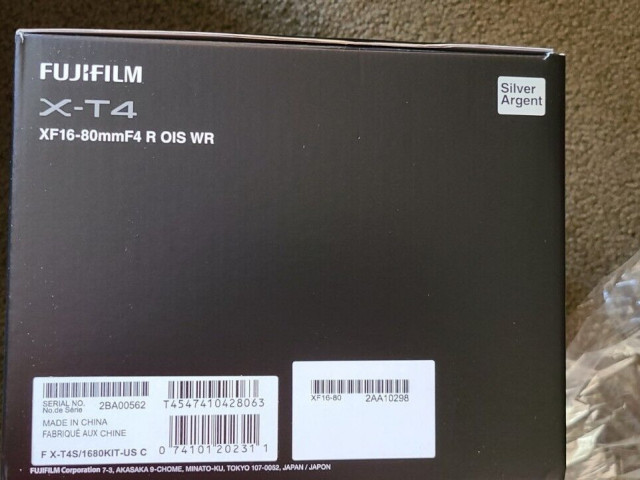 FUJIFILM
X-T4
XF16-80mmF4 R OIS WR
Silver
Argent
SERIAL NO.
No.de Série
2BA00562
T4547410428063
MADE IN CHINA
FABRIQUÉ AUX CHINE
F X-T4S/1680KIT-US C
0 74101 20231 1
XF16-80
2AA10298
FUJIFILM Corporation 7-3, AKASAKA 9-CHOME, MINATO-KU, TOKYO 107-0052, JAPAN / JAPON